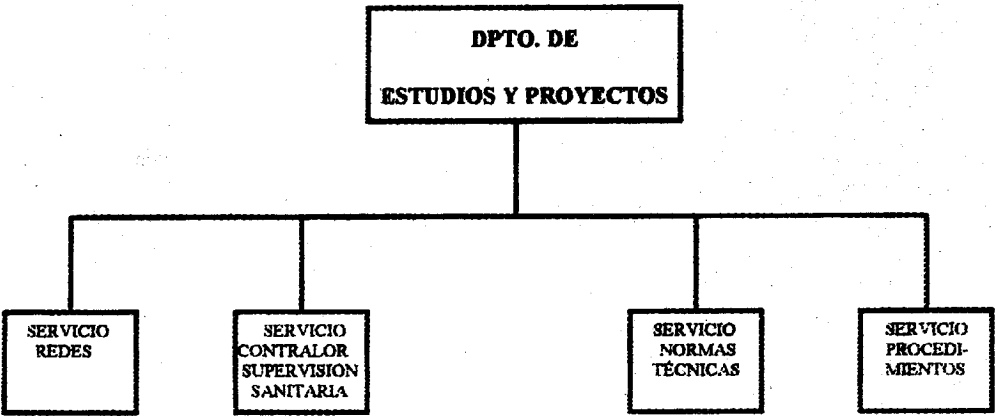 DPTO. DE
ESTUDIOS Y PROYECTOS
SERVICIO
REDES
SERVICIO
CONTRALOR
SUPERVISION
SANITARIA
SERVICIO
NORMAS
TÉCNICAS
SERVICIO
PROCEDI-
MIENTOS